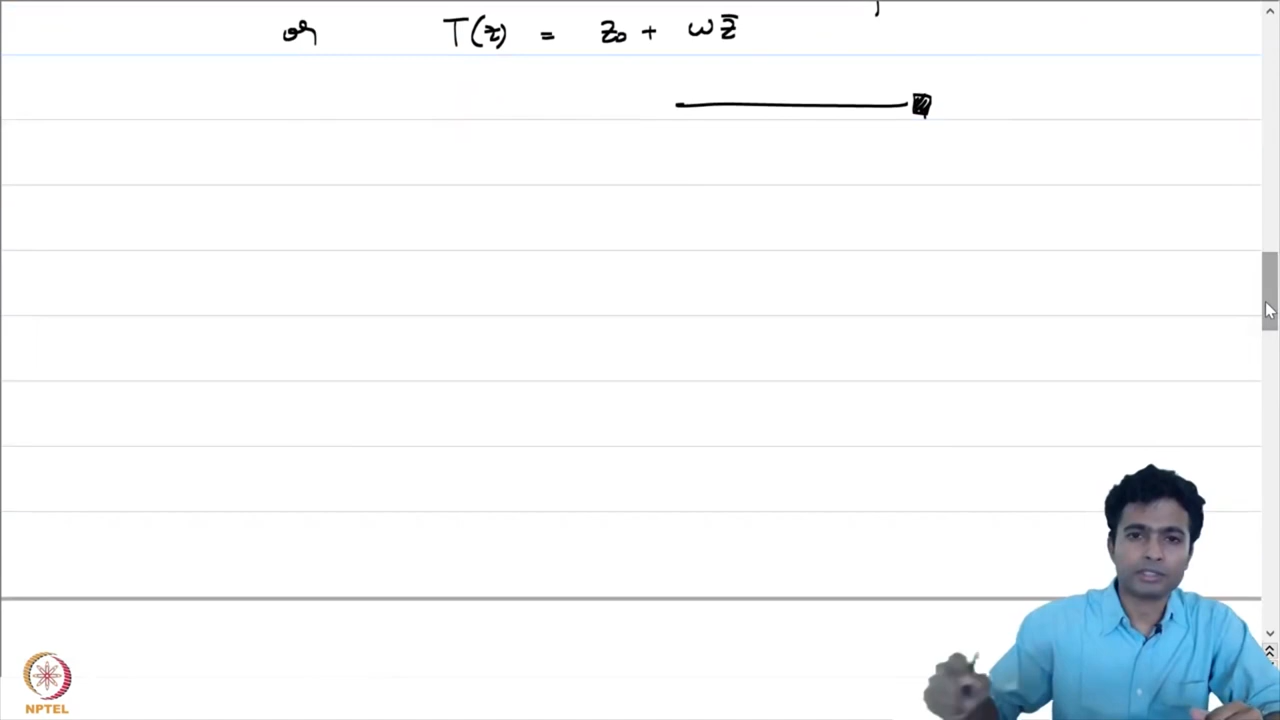 or T(z) = z₀ + ωz̄
NPTEL